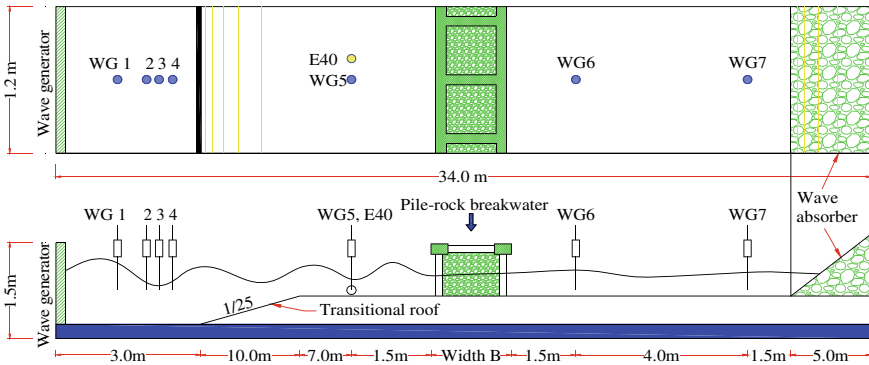 1.2 m
Wave generator
WG 1 2 3 4
E40
WG5
WG6
WG7
34.0 m
Wave absorber
1.5m
Wave generator
WG 1 2 3 4
WG5, E40
Pile-rock breakwater
WG6
WG7
1/25
Transitional roof
3.0m 10.0m 7.0m 1.5m Width B 1.5m 4.0m 1.5m 5.0m